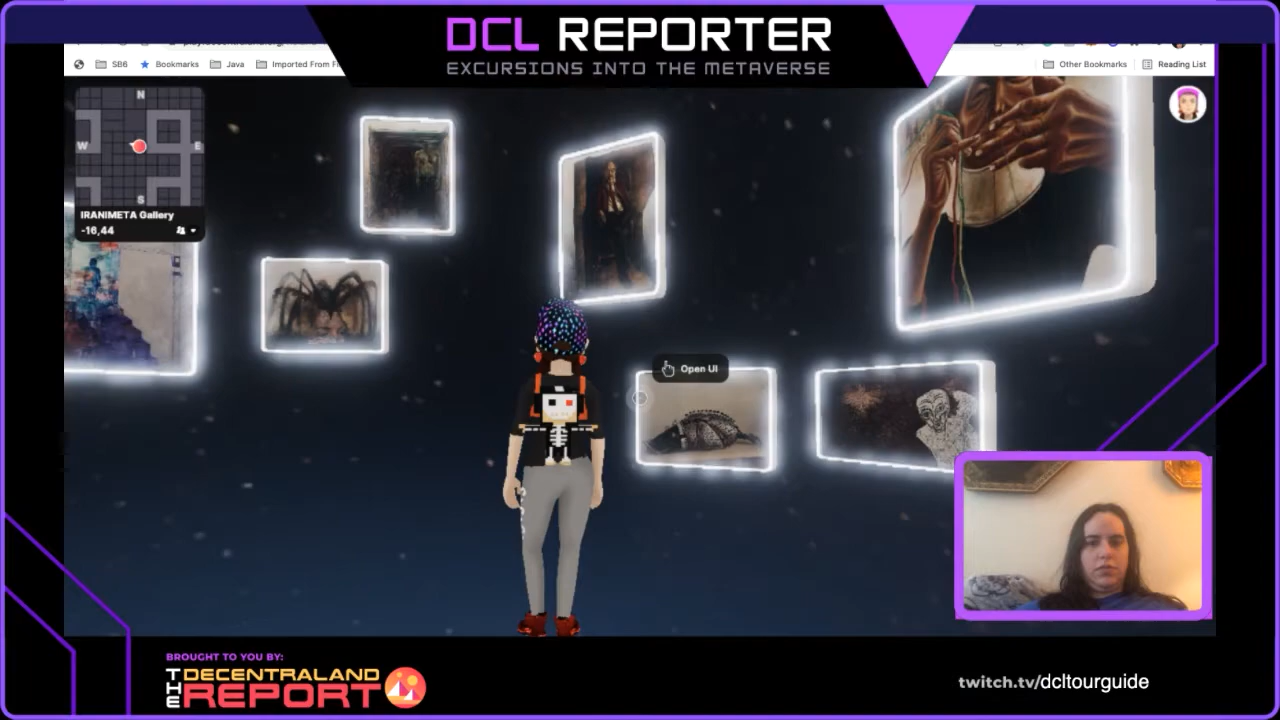 DCL REPORTER
EXCURSIONS INTO THE METAVERSE
SB6
Bookmarks
Java
Imported From Fi
Other Bookmarks
Reading List
N
W
E
S
IRANIMETA Gallery
-16,44
Open UI
BROUGHT TO YOU BY:
THE DECENTRALAND
REPORT
twitch.tv/dcltourguide